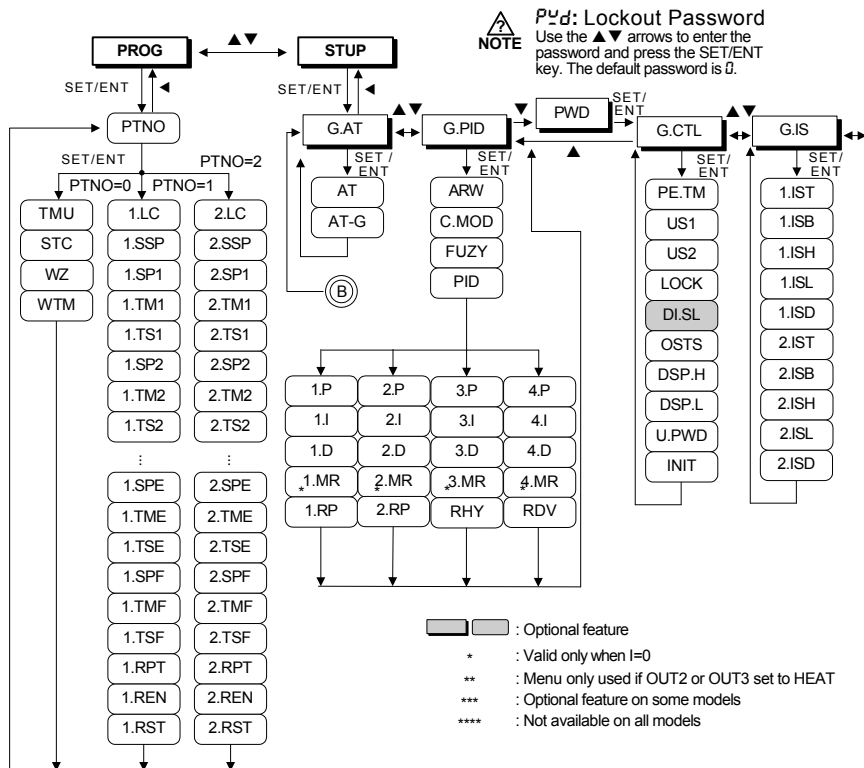 ?
NOTE
PYd: Lockout Password
Use the ▲▼ arrows to enter the
password and press the SET/ENT
key. The default password is 0.
PROG
▲▼
STUP
SET/ENT
◀
SET/ENT
◀
PTNO
G.AT
▲▼
G.PID
▼
PWD
SET/
ENT
G.CTL
▲▼
G.IS
▲
SET/ENT
PTNO=0
PTNO=1
PTNO=2
TMU
STC
WZ
WTM
1.LC
1.SSP
1.SP1
1.TM1
1.TS1
1.SP2
1.TM2
1.TS2
⋮
1.SPE
1.TME
1.TSE
1.SPF
1.TMF
1.TSF
1.RPT
1.REN
1.RST
2.LC
2.SSP
2.SP1
2.TM1
2.TS1
2.SP2
2.TM2
2.TS2
⋮
2.SPE
2.TME
2.TSE
2.SPF
2.TMF
2.TSF
2.RPT
2.REN
2.RST
SET /
ENT
AT
AT-G
B
SET/
ENT
ARW
C.MOD
FUZY
PID
1.P
1.I
1.D
*1.MR
1.RP
2.P
2.I
2.D
*2.MR
2.RP
3.P
3.I
3.D
*3.MR
RHY
4.P
4.I
4.D
*4.MR
RDV
SET/
ENT
PE.TM
US1
US2
LOCK
DI.SL
OSTS
DSP.H
DSP.L
U.PWD
INIT
SET/
ENT
1.IST
1.ISB
1.ISH
1.ISL
1.ISD
2.IST
2.ISB
2.ISH
2.ISL
2.ISD
: Optional feature
* : Valid only when I=0
** : Menu only used if OUT2 or OUT3 set to HEAT
*** : Optional feature on some models
**** : Not available on all models